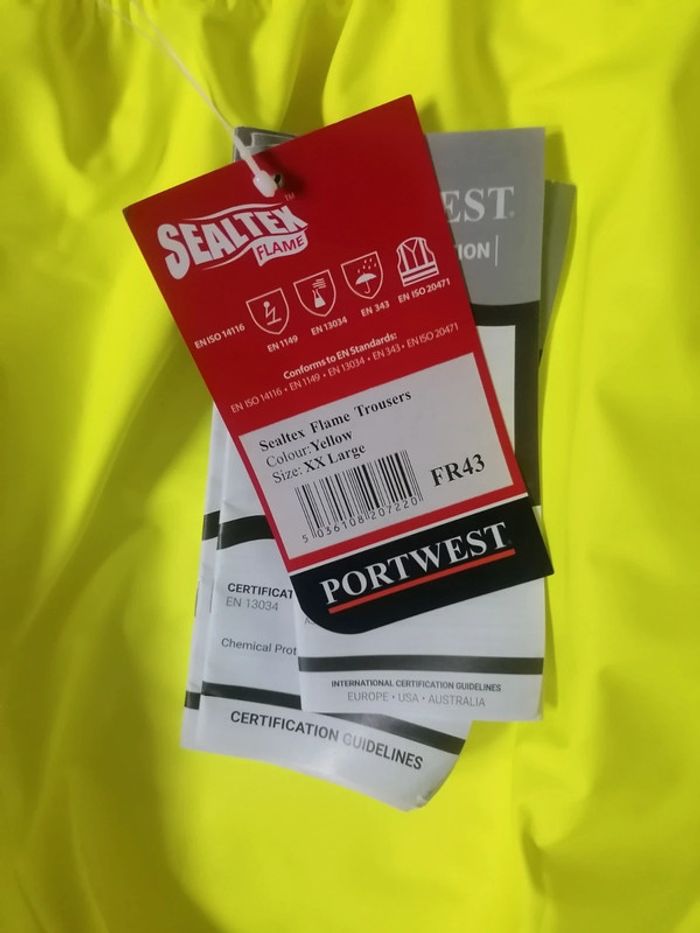 SEALTEX
™
FLAME
EN ISO 14116
EN 1149
EN 13034
EN 343
EN ISO 20471
Conforms to EN Standards:
EN ISO 14116 • EN 1149 • EN 13034 • EN 343 • EN ISO 20471
Sealtex Flame Trousers
Colour:Yellow
Size: XX Large
FR43
5 036108 207220
PORTWEST®
EST
ION
CERTIFICAT
EN 13034
Chemical Prot
INTERNATIONAL CERTIFICATION GUIDELINES
EUROPE • USA • AUSTRALIA
CERTIFICATION GUIDELINES